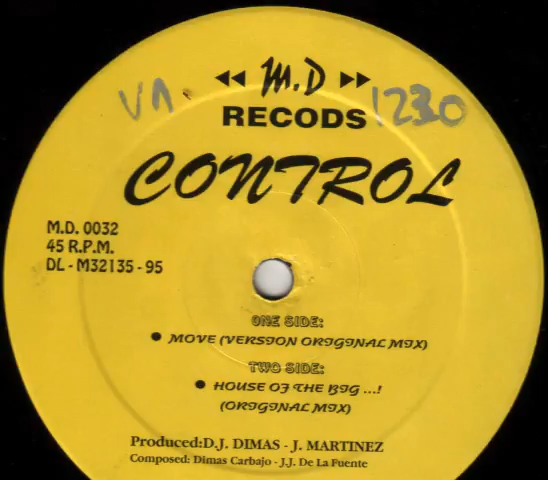 ◄◄ M.D ►►
RECODS
VA 1230
CONTROL
M.D. 0032
45 R.P.M.
DL - M32135 - 95
ONE SIDE:
● MOVE (VERSION ORIGINAL MIX)
TWO SIDE:
● HOUSE OF THE BIG ...!
(ORIGINAL MIX)
Produced:D.J. DIMAS - J. MARTINEZ
Composed: Dimas Carbajo - J.J. De La Fuente